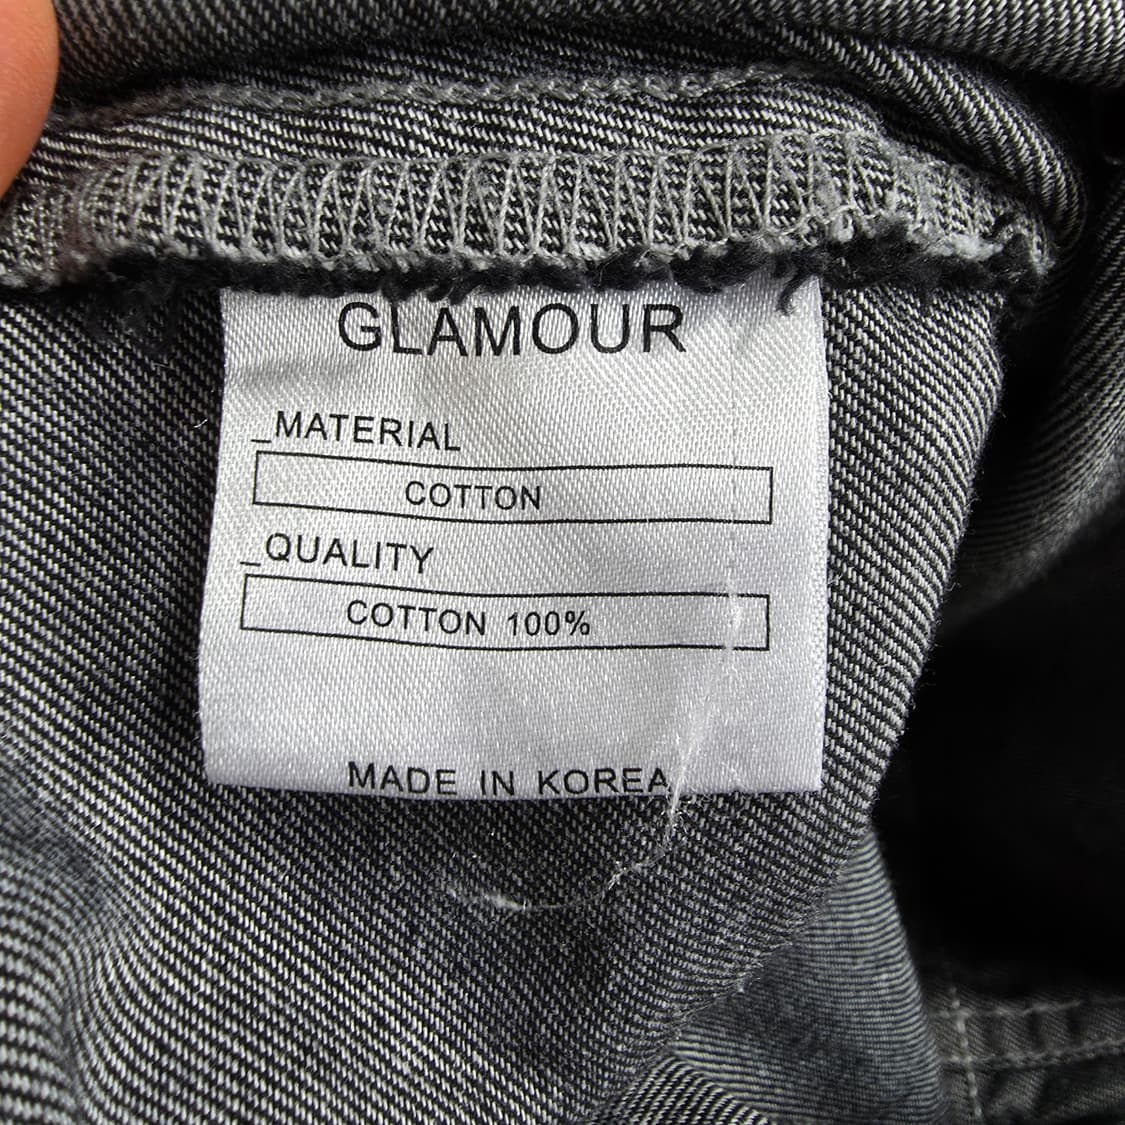 GLAMOUR
_MATERIAL
COTTON
_QUALITY
COTTON 100%
MADE IN KOREA